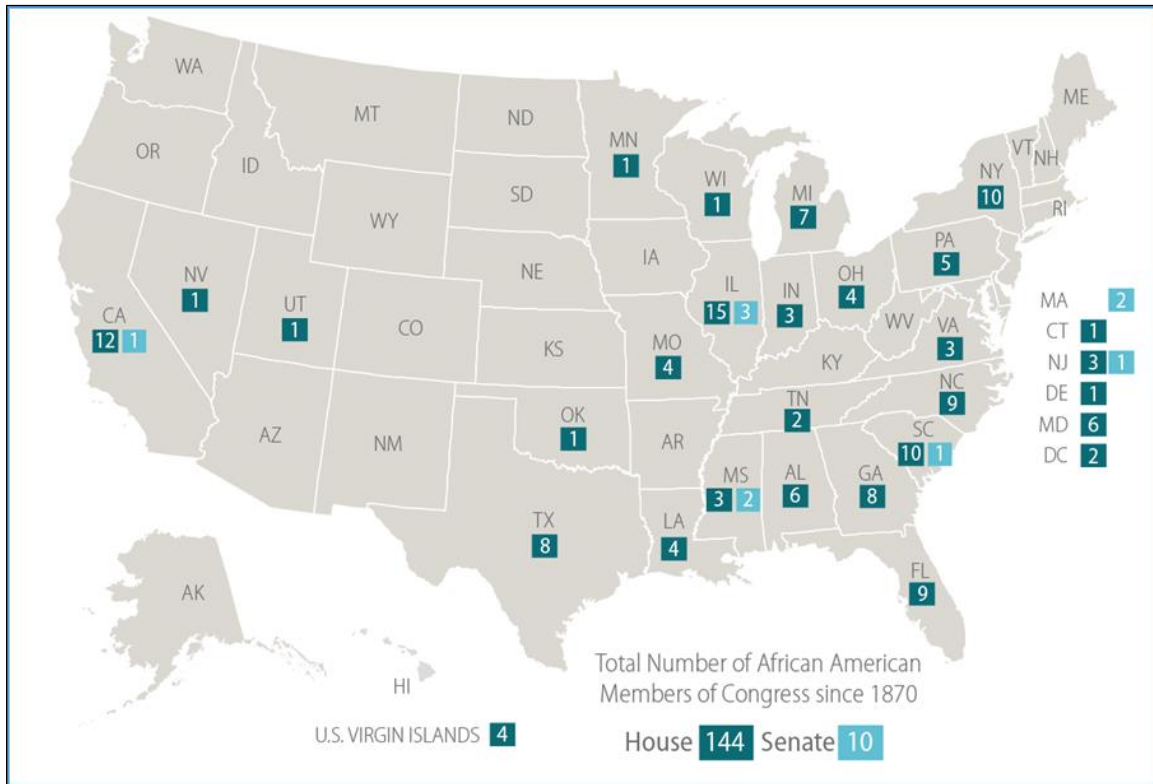 WA
MT
ND
MN
1
ME
OR
ID
SD
WI
1
MI
7
NY
10
VT
NH
RI
WY
NE
IA
PA
5
NV
1
UT
1
CO
KS
MO
4
IL
15 3
IN
3
OH
4
WV
VA
3
KY
CA
12 1
AZ
NM
OK
1
AR
TN
2
NC
9
SC
10 1
MS
3 2
AL
6
GA
8
TX
8
LA
4
FL
9
MA 2
CT 1
NJ 3 1
DE 1
MD 6
DC 2
AK
HI
U.S. VIRGIN ISLANDS 4
Total Number of African American
Members of Congress since 1870
House 144 Senate 10